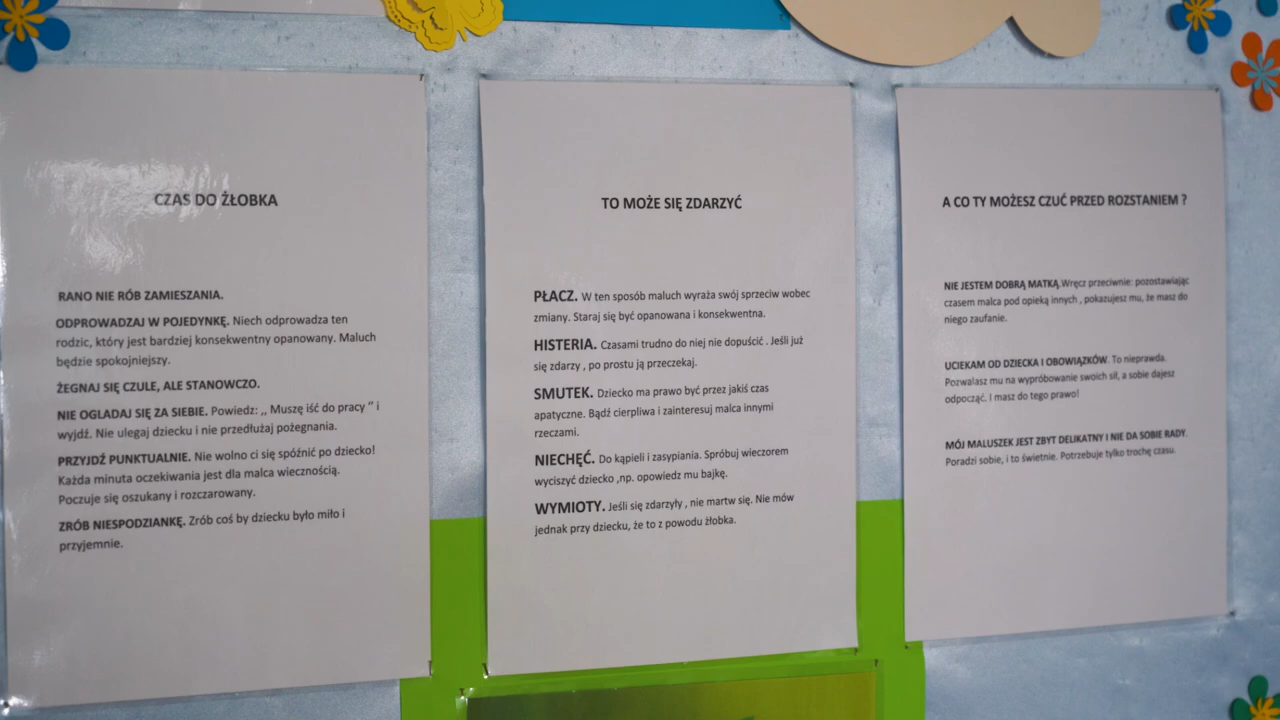 CZAS DO ŻŁOBKA
RANO NIE RÓB ZAMIESZANIA.
ODPROWADZAJ W POJEDYNKĘ. Niech odprowadza ten
rodzic, który jest bardziej konsekwentny opanowany. Maluch
będzie spokojniejszy.
ŻEGNAJ SIĘ CZULE, ALE STANOWCZO.
NIE OGLADAJ SIĘ ZA SIEBIE. Powiedz: ,, Muszę iść do pracy " i
wyjdź. Nie ulegaj dziecku i nie przedłużaj pożegnania.
PRZYJDŹ PUNKTUALNIE. Nie wolno ci się spóźnić po dziecko!
Każda minuta oczekiwania jest dla malca wiecznością.
Poczuje się oszukany i rozczarowany.
ZRÓB NIESPODZIANKĘ. Zrób coś by dziecku było miło i
przyjemnie.
TO MOŻE SIĘ ZDARZYĆ
PŁACZ. W ten sposób maluch wyraża swój sprzeciw wobec
zmiany. Staraj się być opanowana i konsekwentna.
HISTERIA. Czasami trudno do niej nie dopuścić . Jeśli już
się zdarzy , po prostu ją przeczekaj.
SMUTEK. Dziecko ma prawo być przez jakiś czas
apatyczne. Bądź cierpliwa i zainteresuj malca innymi
rzeczami.
NIECHĘĆ. Do kąpieli i zasypiania. Spróbuj wieczorem
wyciszyć dziecko ,np. opowiedz mu bajkę.
WYMIOTY. Jeśli się zdarzyły , nie martw się. Nie mów
jednak przy dziecku, że to z powodu żłobka.
A CO TY MOŻESZ CZUĆ PRZED ROZSTANIEM ?
NIE JESTEM DOBRĄ MATKĄ.Wręcz przeciwnie: pozostawiając
czasem malca pod opieką innych , pokazujesz mu, że masz do
niego zaufanie.
UCIEKAM OD DZIECKA I OBOWIĄZKÓW. To nieprawda.
Pozwalasz mu na wypróbowanie swoich sił, a sobie dajesz
odpocząć. I masz do tego prawo!
MÓJ MALUSZEK JEST ZBYT DELIKATNY I NIE DA SOBIE RADY.
Poradzi sobie, i to świetnie. Potrzebuje tylko trochę czasu.